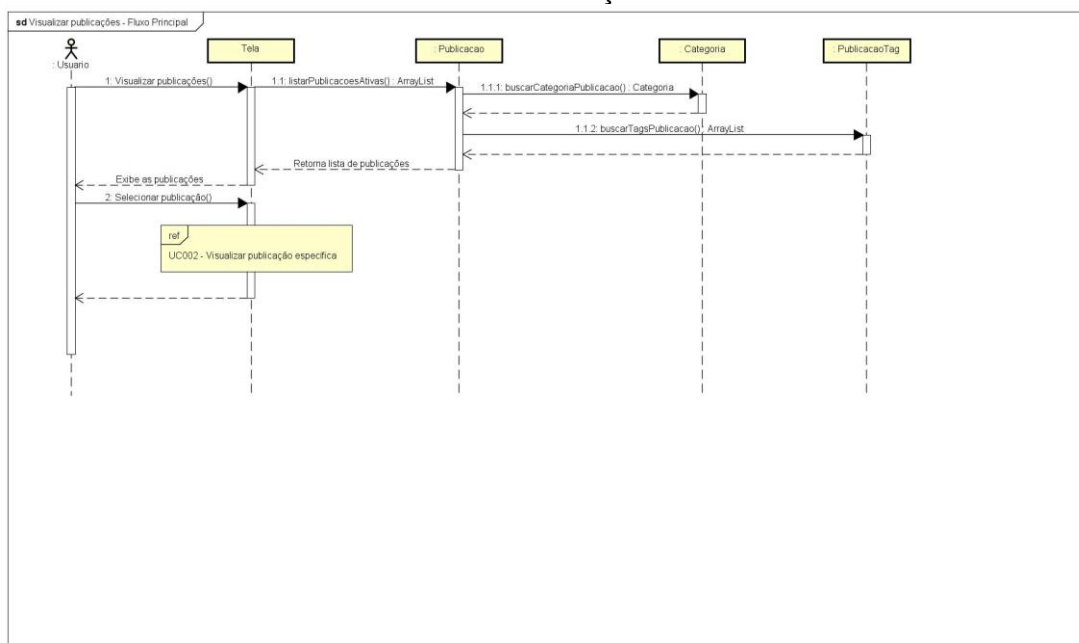 sd Visualizar publicações - Fluxo Principal
: Usuario
Tela
: Publicacao
: Categoria
: PublicacaoTag
1: Visualizar publicações()
1.1: listarPublicacoesAtivas() : ArrayList
1.1.1: buscarCategoriaPublicacao() : Categoria
1.1.2: buscarTagsPublicacao() : ArrayList
Retorna lista de publicações
Exibe as publicações
2: Selecionar publicação()
ref
UC002 - Visualizar publicação especifica